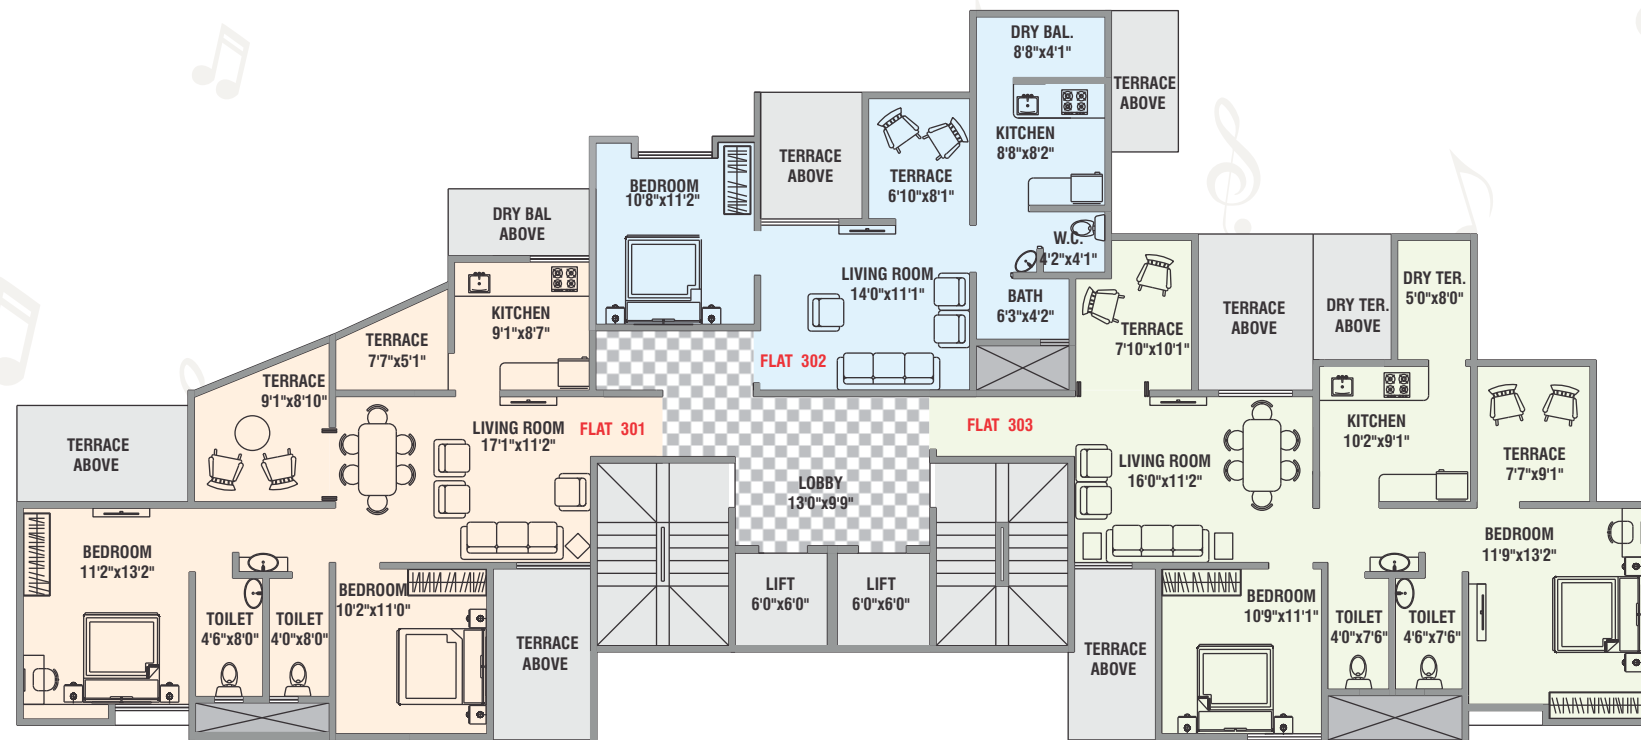 DRY BAL.
8'8"x4'1"
TERRACE
ABOVE
KITCHEN
8'8"x8'2"
TERRACE
ABOVE
TERRACE
6'10"x8'1"
BEDROOM
10'8"x11'2"
DRY BAL
ABOVE
W.C.
4'2"x4'1"
LIVING ROOM
14'0"x11'1"
BATH
6'3"x4'2"
FLAT 302
KITCHEN
9'1"x8'7"
TERRACE
7'7"x5'1"
TERRACE
9'1"x8'10"
TERRACE
ABOVE
LIVING ROOM
17'1"x11'2"
FLAT 301
BEDROOM
11'2"x13'2"
TOILET
4'6"x8'0"
TOILET
4'0"x8'0"
BEDROOM
10'2"x11'0"
TERRACE
ABOVE
LOBBY
13'0"x9'9"
LIFT
6'0"x6'0"
LIFT
6'0"x6'0"
FLAT 303
TERRACE
7'10"x10'1"
TERRACE
ABOVE
DRY TER.
ABOVE
DRY TER.
5'0"x8'0"
KITCHEN
10'2"x9'1"
TERRACE
7'7"x9'1"
LIVING ROOM
16'0"x11'2"
BEDROOM
11'9"x13'2"
BEDROOM
10'9"x11'1"
TOILET
4'0"x7'6"
TOILET
4'6"x7'6"
TERRACE
ABOVE